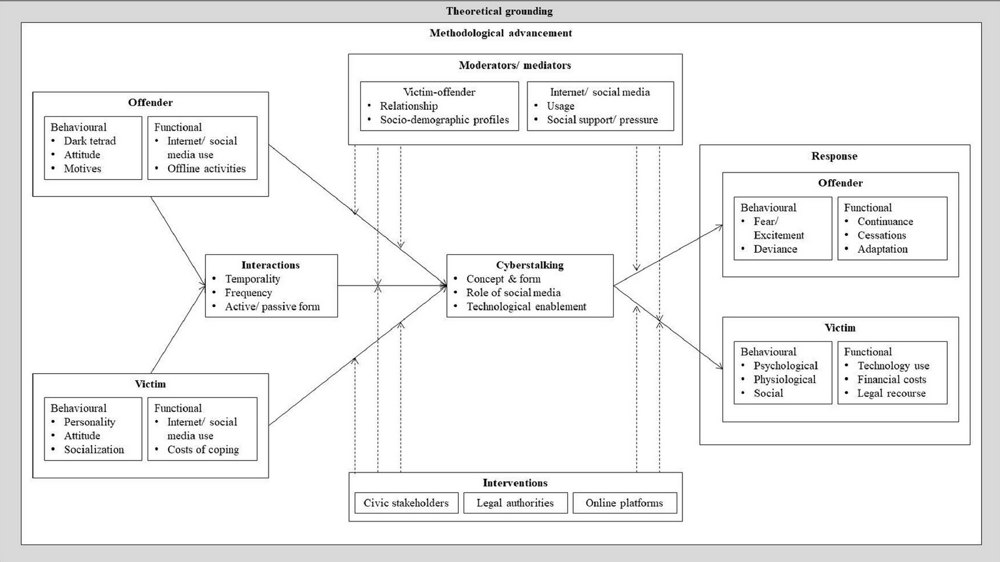 Theoretical grounding
Methodological advancement
Moderators/ mediators
Victim-offender
• Relationship
• Socio-demographic profiles
Internet/ social media
• Usage
• Social support/ pressure
Offender
Behavioural
• Dark tetrad
• Attitude
• Motives
Functional
• Internet/ social
media use
• Offline activities
Interactions
• Temporality
• Frequency
• Active/ passive form
Cyberstalking
• Concept & form
• Role of social media
• Technological enablement
Victim
Behavioural
• Personality
• Attitude
• Socialization
Functional
• Internet/ social
media use
• Costs of coping
Response
Offender
Behavioural
• Fear/
Excitement
• Deviance
Functional
• Continuance
• Cessations
• Adaptation
Victim
Behavioural
• Psychological
• Physiological
• Social
Functional
• Technology use
• Financial costs
• Legal recourse
Interventions
Civic stakeholders
Legal authorities
Online platforms